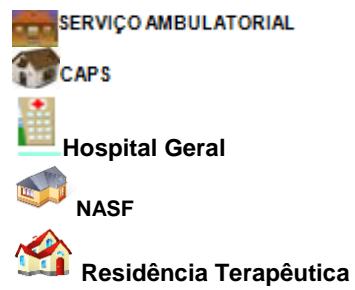 SERVIÇO AMBULATORIAL
CAPS
Hospital Geral
NASF
Residência Terapêutica